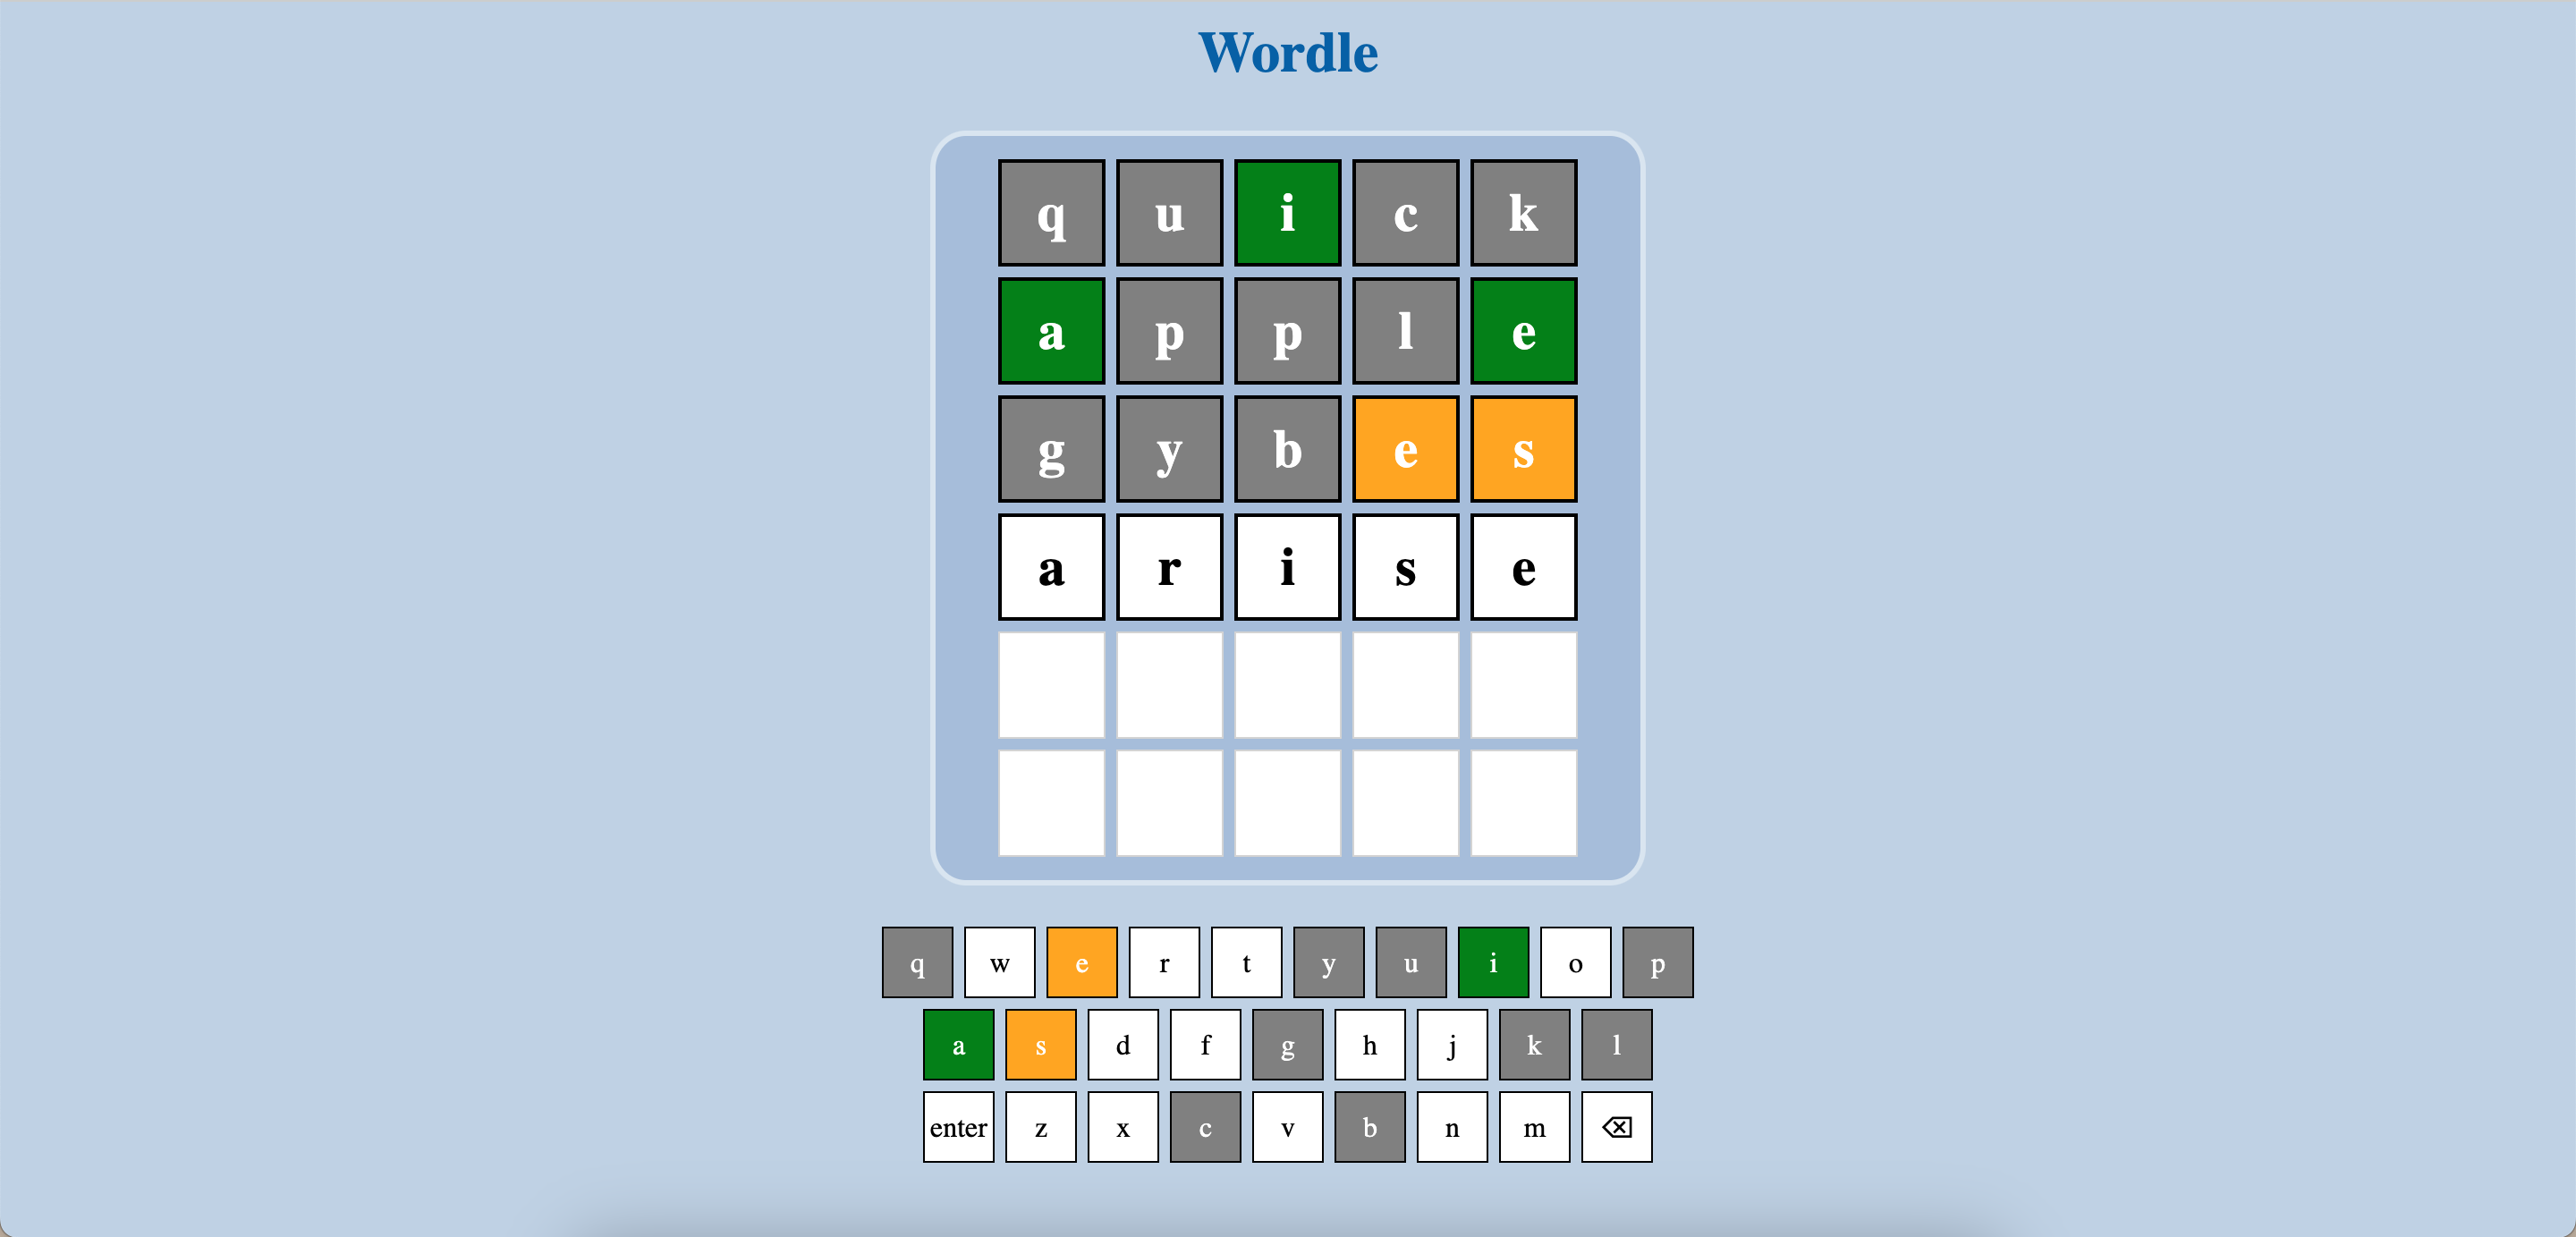 Wordle
q u i c k
a p p l e
g y b e s
a r i s e
q w e r t y u i o p
a s d f g h j k l
enter z x c v b n m